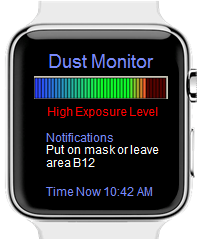 Dust Monitor
High Exposure Level
Notifications
Put on mask or leave
area B12
Time Now 10:42 AM